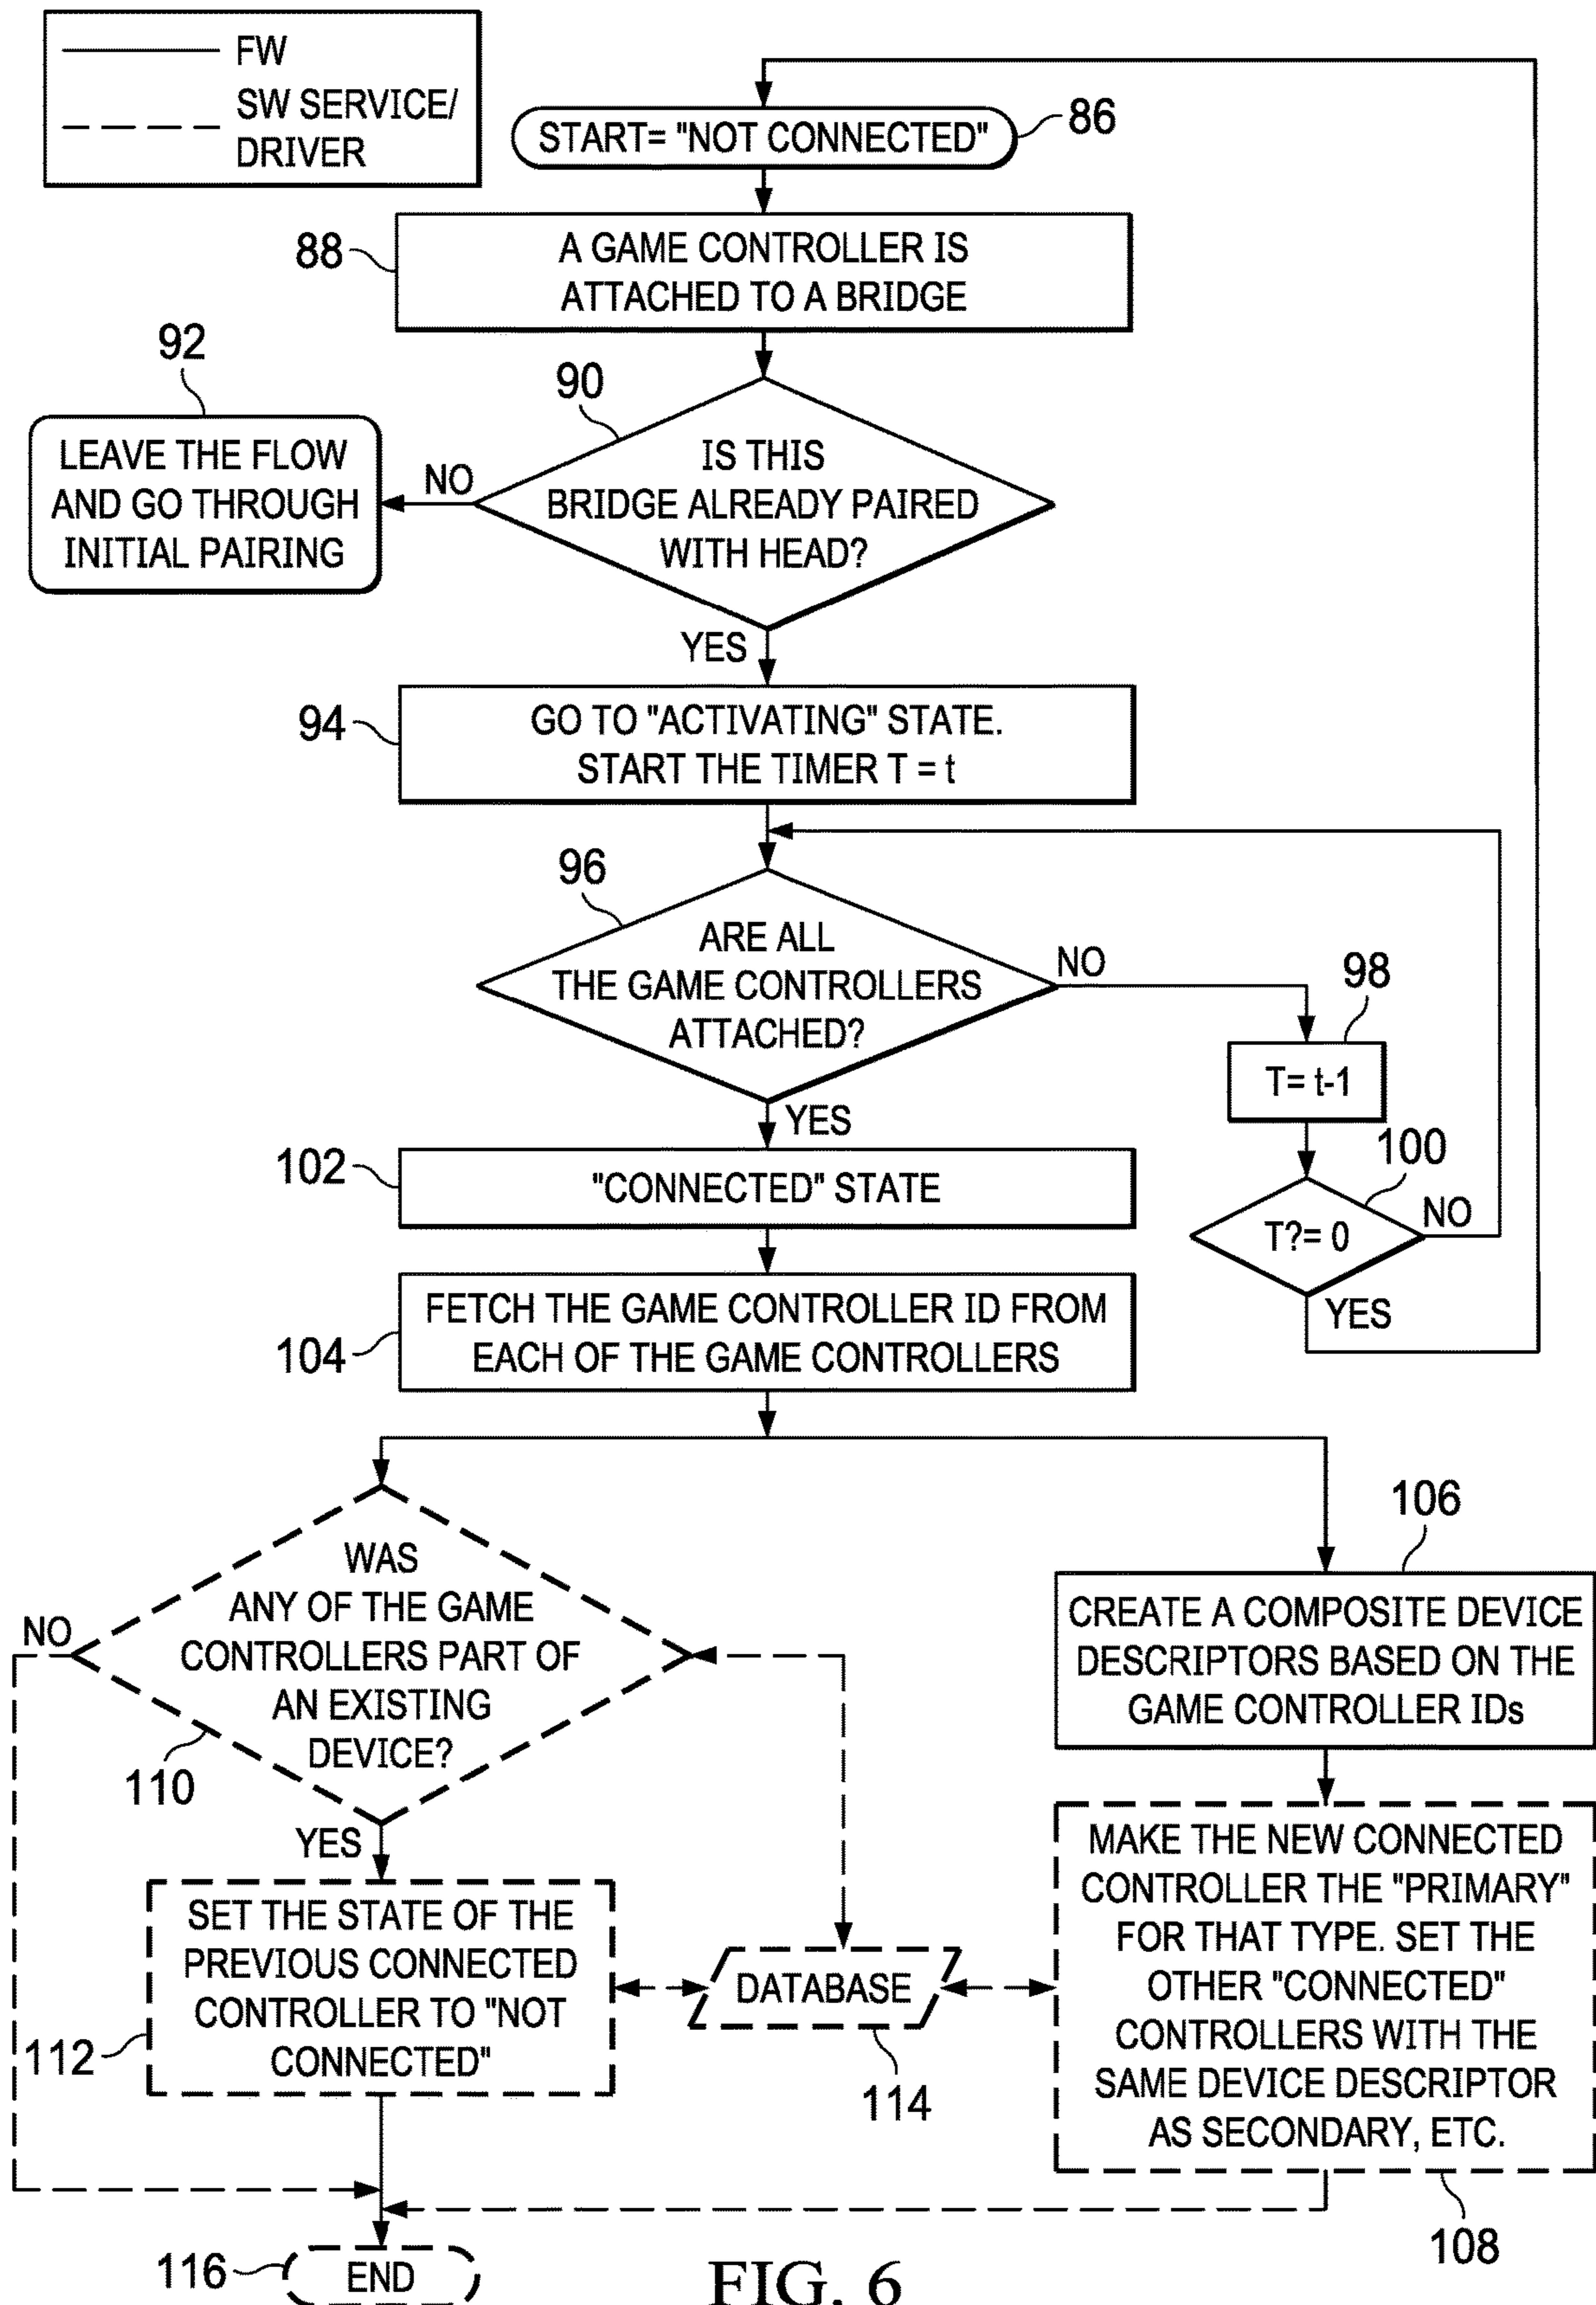 FW
SW SERVICE/
DRIVER
START= "NOT CONNECTED"
86
88
A GAME CONTROLLER IS
ATTACHED TO A BRIDGE
92
LEAVE THE FLOW
AND GO THROUGH
INITIAL PAIRING
NO
90
IS THIS
BRIDGE ALREADY PAIRED
WITH HEAD?
YES
94
GO TO "ACTIVATING" STATE.
START THE TIMER T = t
96
ARE ALL
THE GAME CONTROLLERS
ATTACHED?
NO
98
T= t-1
100
T?= 0
NO
YES
YES
102
"CONNECTED" STATE
104
FETCH THE GAME CONTROLLER ID FROM
EACH OF THE GAME CONTROLLERS
NO
WAS
ANY OF THE GAME
CONTROLLERS PART OF
AN EXISTING
DEVICE?
110
YES
106
CREATE A COMPOSITE DEVICE
DESCRIPTORS BASED ON THE
GAME CONTROLLER IDs
112
SET THE STATE OF THE
PREVIOUS CONNECTED
CONTROLLER TO "NOT
CONNECTED"
DATABASE
114
MAKE THE NEW CONNECTED
CONTROLLER THE "PRIMARY"
FOR THAT TYPE. SET THE
OTHER "CONNECTED"
CONTROLLERS WITH THE
SAME DEVICE DESCRIPTOR
AS SECONDARY, ETC.
108
116
END
FIG. 6